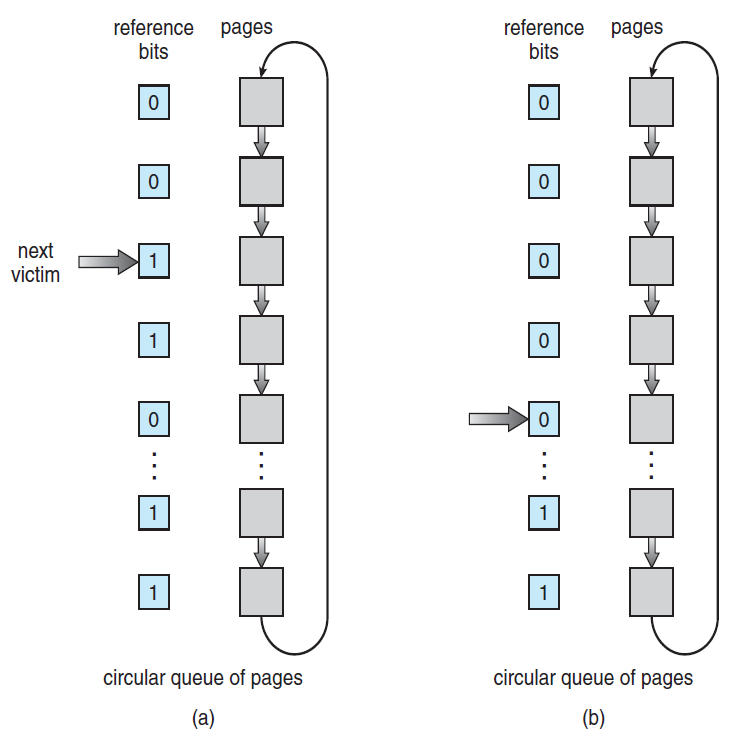 reference pages
bits
0
0
next
victim
1
1
0
1
1
circular queue of pages
(a)
reference pages
bits
0
0
0
0
0
1
1
circular queue of pages
(b)